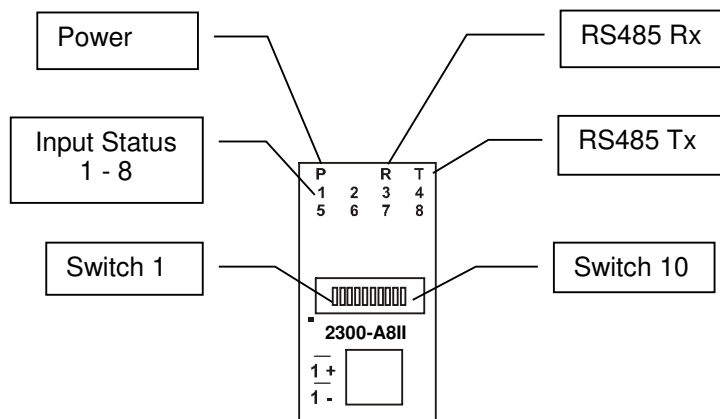 Power
RS485 Rx
Input Status
1 - 8
RS485 Tx
P R T
1 2 3 4
5 6 7 8
Switch 1
Switch 10
2300-A8II
1 +
1 -